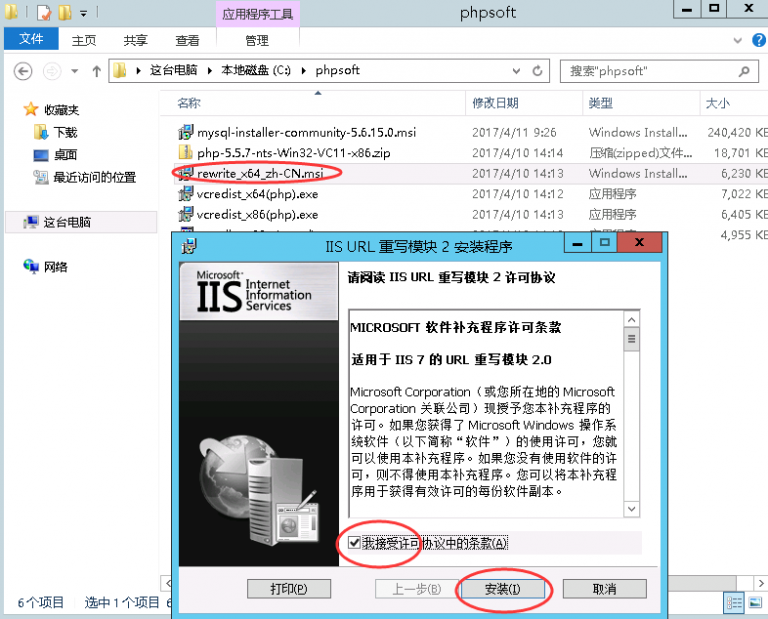 应用程序工具
phpsoft
文件
主页
共享
查看
管理
这台电脑 本地磁盘 (C:) phpsoft
搜索"phpsoft"
收藏夹
下载
桌面
最近访问的位置
这台电脑
网络
名称 修改日期 类型 大小
mysql-installer-community-5.6.15.0.msi 2017/4/11 9:26 Windows Install... 240,420 KB
php-5.5.7-nts-Win32-VC11-x86.zip 2017/4/10 14:14 压缩(zipped)文件... 18,701 KB
rewrite_x64_zh-CN.msi 2017/4/10 14:13 Windows Install... 6,230 KB
vcredist_x64(php).exe 2017/4/10 14:12 应用程序 7,022 KB
vcredist_x86(php).exe 2017/4/10 14:13 应用程序 6,405 KB
4,955 KB
IIS URL 重写模块 2 安装程序
Microsoft
IIS
Internet
Information
Services
请阅读 IIS URL 重写模块 2 许可协议
MICROSOFT 软件补充程序许可条款
适用于 IIS 7 的 URL 重写模块 2.0
Microsoft Corporation（或您所在地的 Microsoft
Corporation 关联公司）现授予您本补充程序的
许可。如果您获得了 Microsoft Windows 操作系
统软件（以下简称“软件”）的使用许可，您就
可以使用本补充程序。如果您没有使用软件的许
可，则不得使用本补充程序。您可以将本补充程
序用于获得有效许可的每份软件副本。
我接受许可协议中的条款(A)
打印(P)
上一步(B)
安装(I)
取消
6 个项目 选中 1 个项目 6